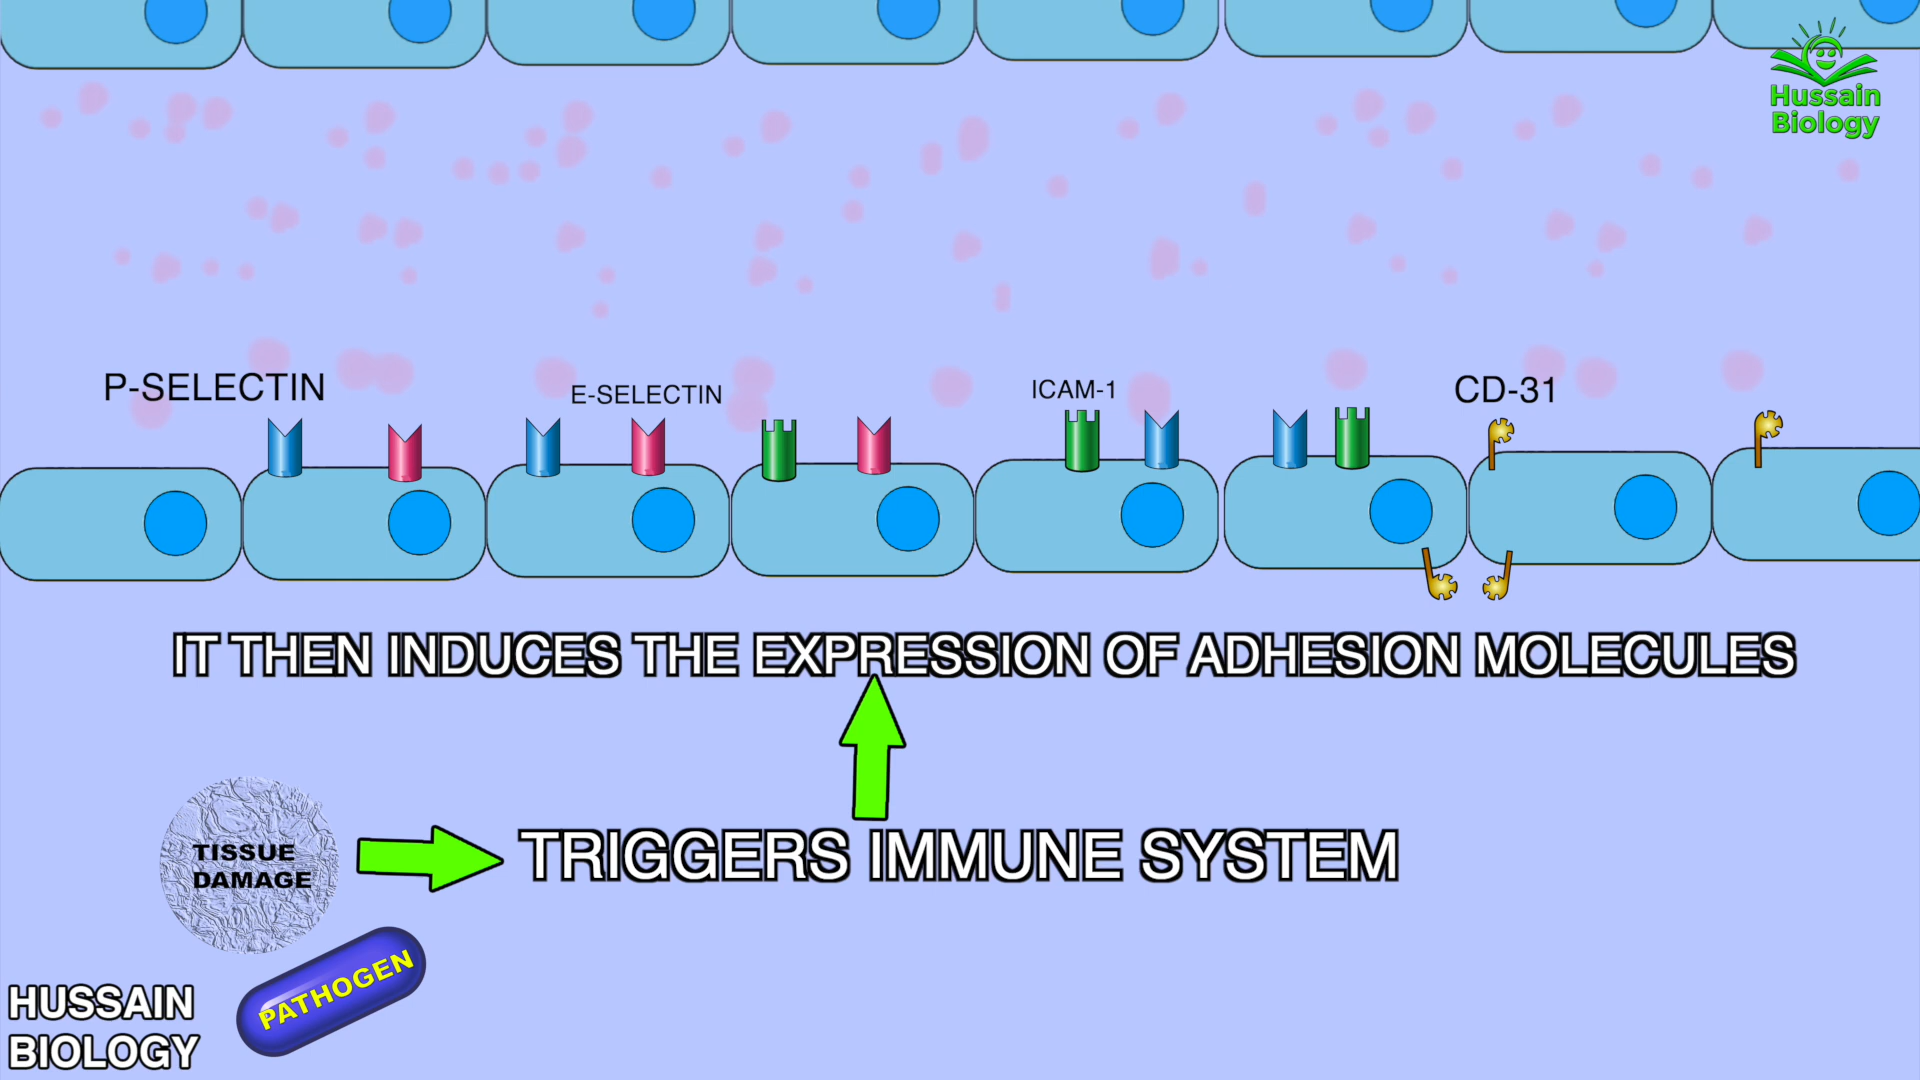 Hussain
Biology
P-SELECTIN
E-SELECTIN
ICAM-1
CD-31
IT THEN INDUCES THE EXPRESSION OF ADHESION MOLECULES
TRIGGERS IMMUNE SYSTEM
TISSUE
DAMAGE
PATHOGEN
HUSSAIN
BIOLOGY